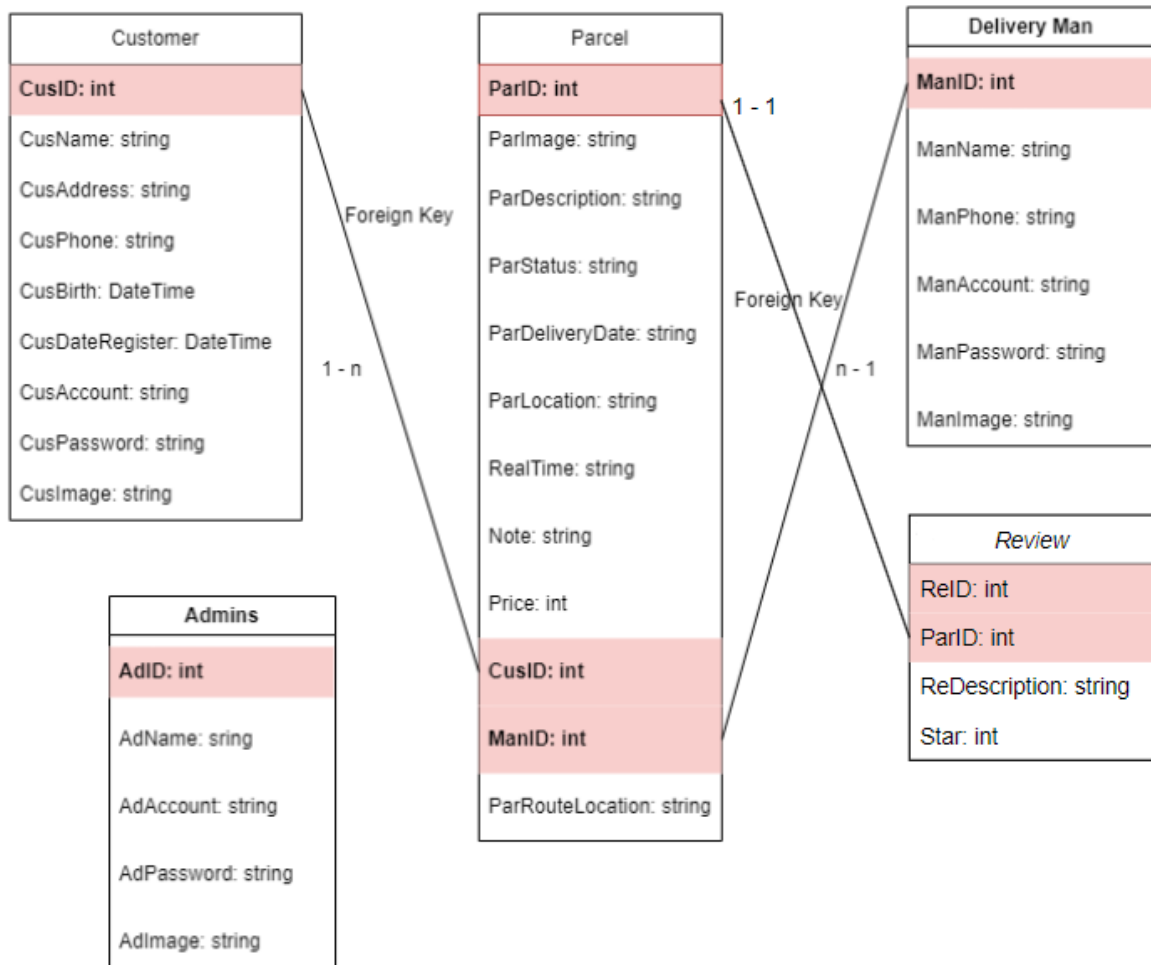 Customer
CusID: int
CusName: string
CusAddress: string
CusPhone: string
CusBirth: DateTime
CusDateRegister: DateTime
CusAccount: string
CusPassword: string
CusImage: string
Foreign Key
1 - n
Parcel
ParID: int
ParImage: string
ParDescription: string
ParStatus: string
ParDeliveryDate: string
ParLocation: string
RealTime: string
Note: string
Price: int
CusID: int
ManID: int
ParRouteLocation: string
1 - 1
Foreign Key
n - 1
Delivery Man
ManID: int
ManName: string
ManPhone: string
ManAccount: string
ManPassword: string
ManImage: string
Review
ReID: int
ParID: int
ReDescription: string
Star: int
Admins
AdID: int
AdName: sring
AdAccount: string
AdPassword: string
AdImage: string